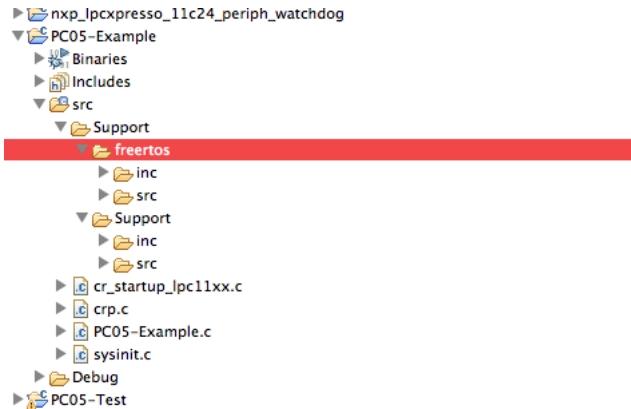 nxp_lpcxpresso_11c24_periph_watchdog
PC05-Example
Binaries
Includes
src
Support
freertos
inc
src
Support
inc
src
cr_startup_lpc11xx.c
crp.c
PC05-Example.c
sysinit.c
Debug
PC05-Test